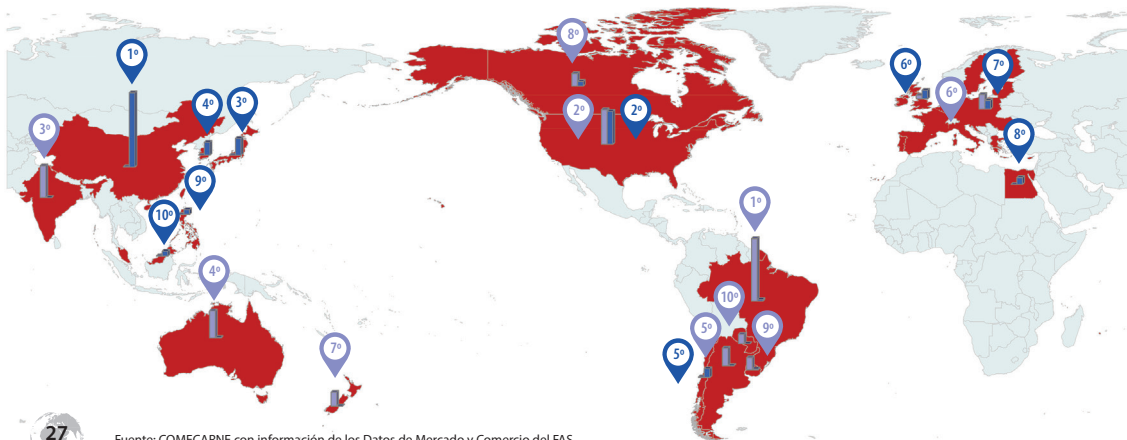 8º
1º
6º
7º
4º
3º
2º
2º
6º
3º
8º
9º
1º
10º
4º
10º
5º
9º
7º
5º
27
Fuente: COMECARNE con información de los Datos de Mercado y Comercio del FAS